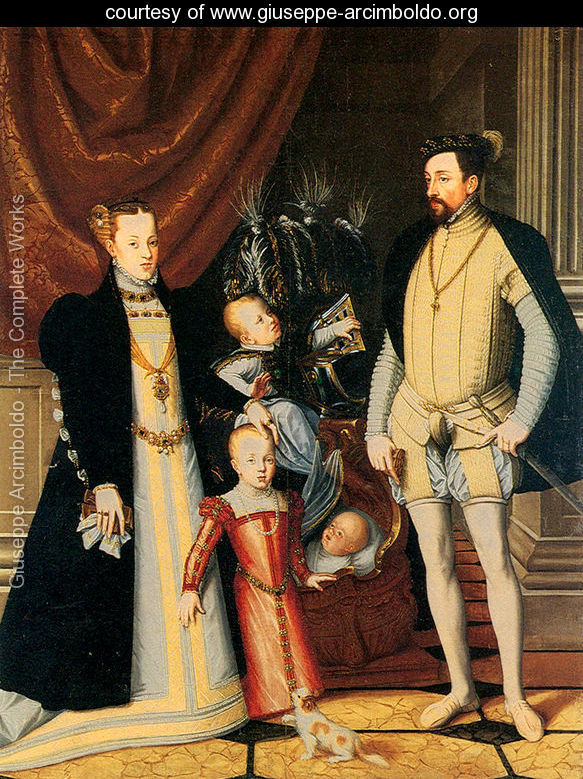 courtesy of www.giuseppe-arcimboldo.org
Giuseppe Arcimboldo - The Complete Works